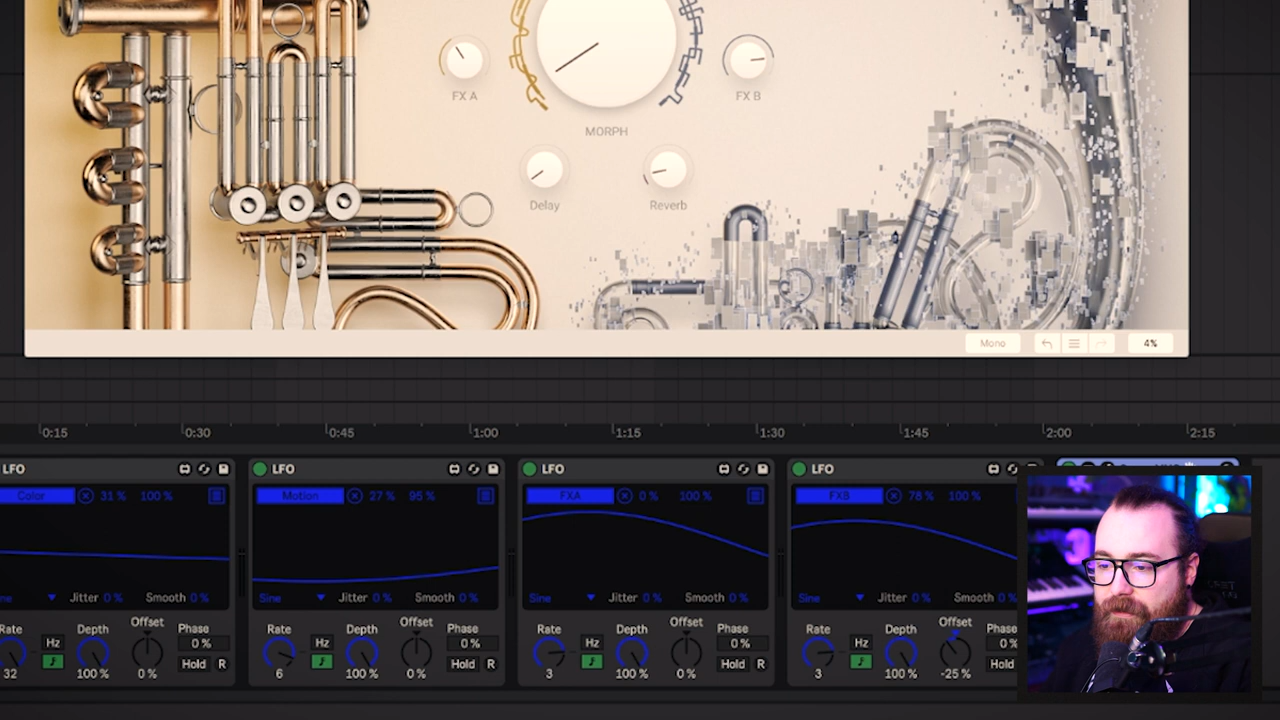 FX A
FX B
MORPH
Delay
Reverb
Mono
4%
0:15 0:30 0:45 1:00 1:15 1:30 1:45 2:00 2:15
LFO LFO LFO LFO
Color 31 % 100 % Motion 27 % 95 % FXA 0 % 100 % FXB 78 % 100 %
Jitter 0 % Smooth 0 % Sine Jitter 0 % Smooth 0 % Sine Jitter 0 % Smooth 0 % Sine Jitter 0 % Smooth 0 %
Rate Hz Depth Offset Phase Rate Hz Depth Offset Phase Rate Hz Depth Offset Phase Rate Hz Depth Offset
0 % 0 % 0 %
Hold R Hold R Hold R Hold
32 100 % 0 % 6 100 % 0 % 3 100 % 0 % 3 100 % -25 %